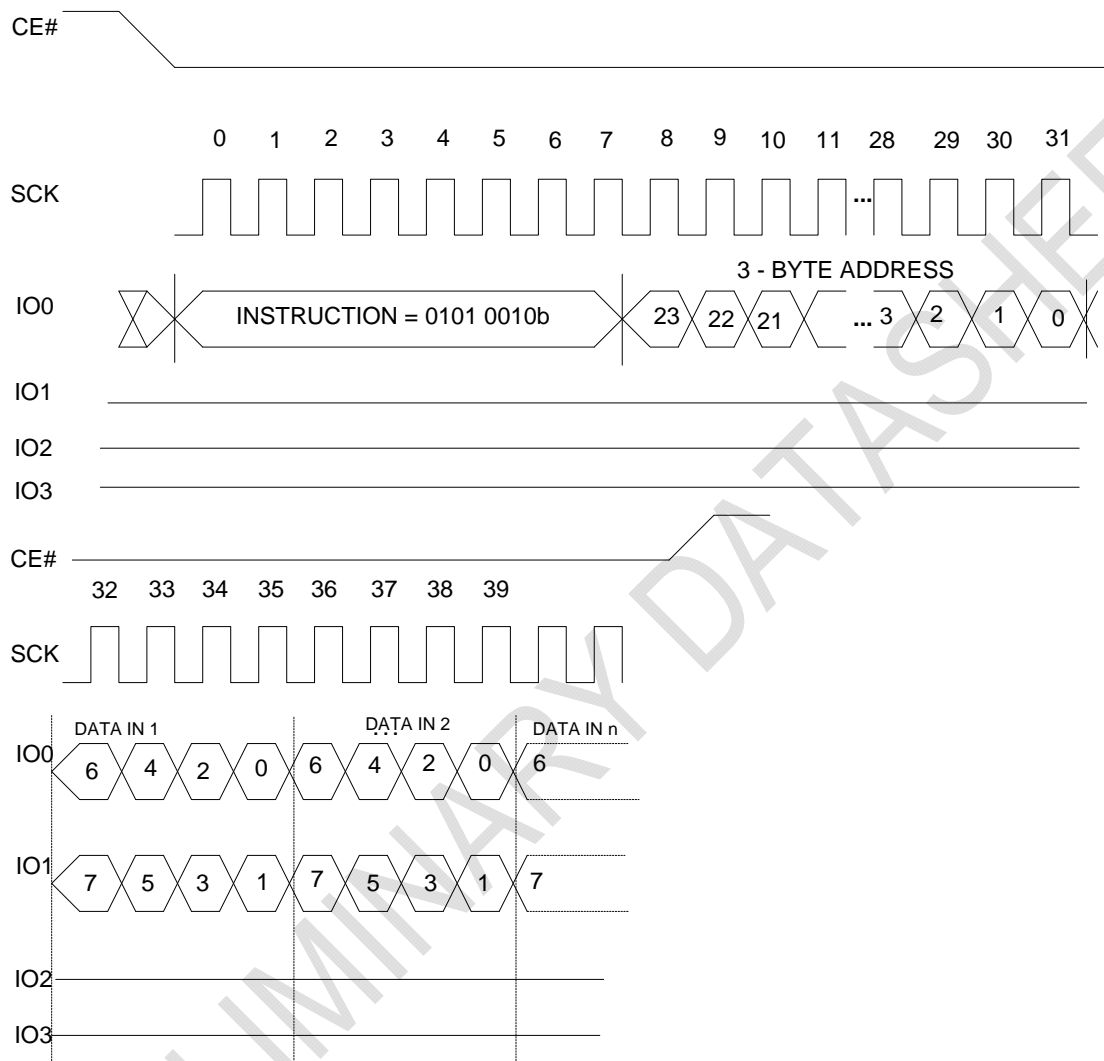 CE#
0 1 2 3 4 5 6 7 8 9 10 11 28 29 30 31
SCK ...
3 - BYTE ADDRESS
IO0 INSTRUCTION = 0101 0010b 23 22 21 ... 3 2 1 0
IO1
IO2
IO3
CE#
32 33 34 35 36 37 38 39
SCK
DATA IN 1 DATA IN 2 DATA IN n
...
IO0 6 4 2 0 6 4 2 0 6
IO1 7 5 3 1 7 5 3 1 7
IO2
IO3
IMINARY DATASHE